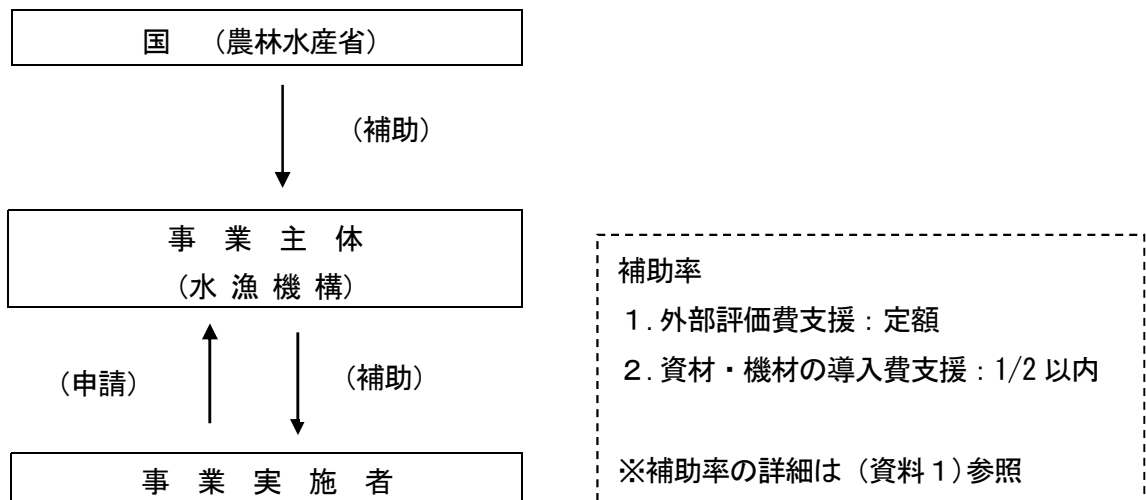 国　（農林水産省）
（補助）
事　業　主　体
（水 漁 機 構）
（申請）
（補助）
事　業　実　施　者
補助率
１．外部評価費支援：定額
２．資材・機材の導入費支援：1/2 以内
※補助率の詳細は（資料１）参照